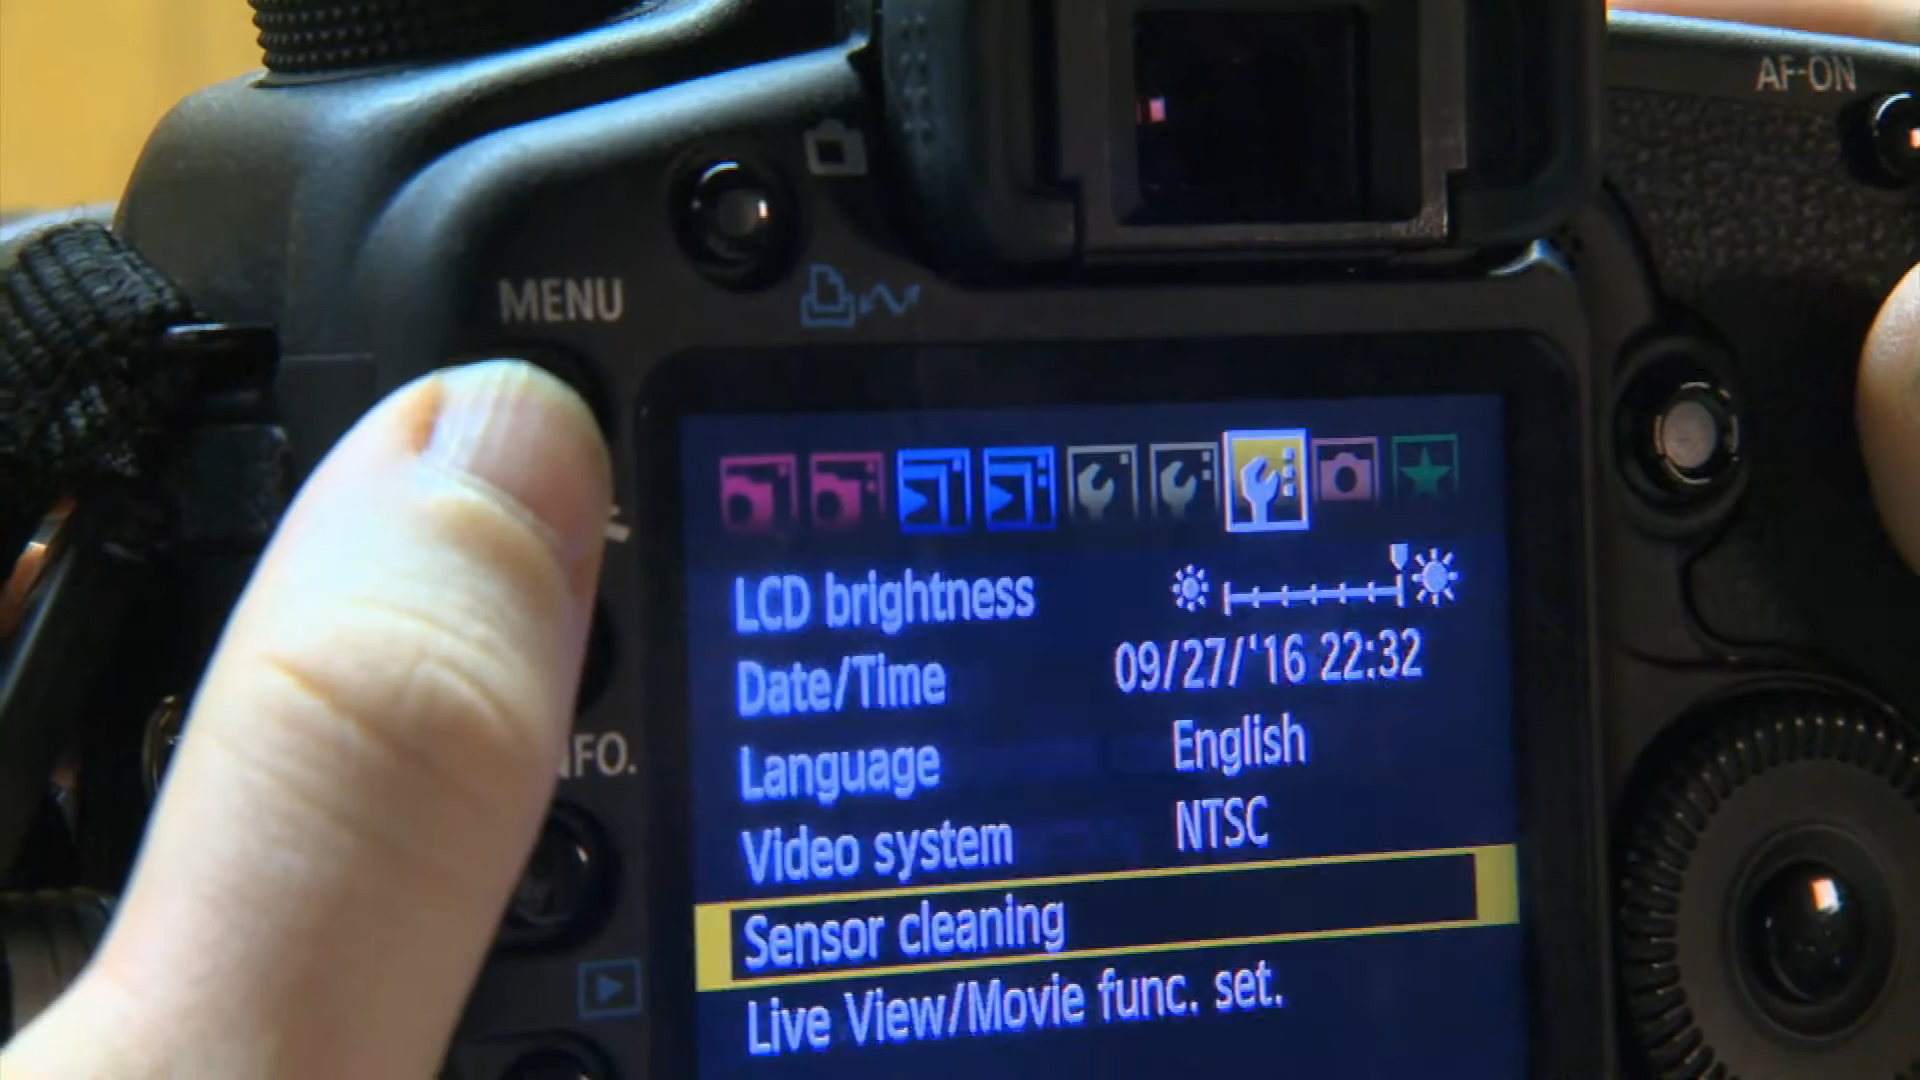 AF-ON
MENU
LCD brightness
Date/Time 09/27/'16 22:32
Language English
Video system NTSC
NFO.
Sensor cleaning
Live View/Movie func. set.